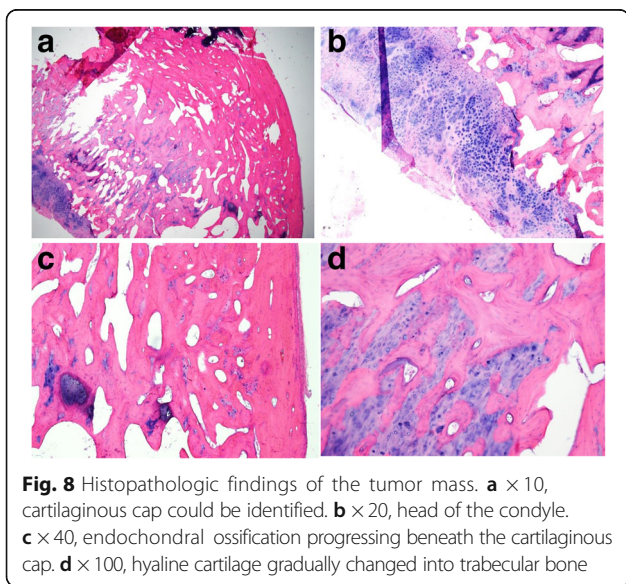 a
b
c
d
Fig. 8 Histopathologic findings of the tumor mass. a × 10,
cartilaginous cap could be identified. b × 20, head of the condyle.
c × 40, endochondral ossification progressing beneath the cartilaginous
cap. d × 100, hyaline cartilage gradually changed into trabecular bone